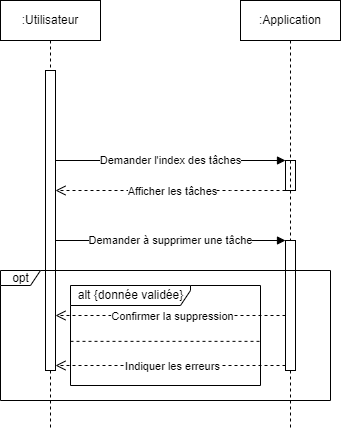 :Utilisateur
:Application
Demander l'index des tâches
Afficher les tâches
Demander à supprimer une tâche
opt
alt {donnée validée}
Confirmer la suppression
Indiquer les erreurs